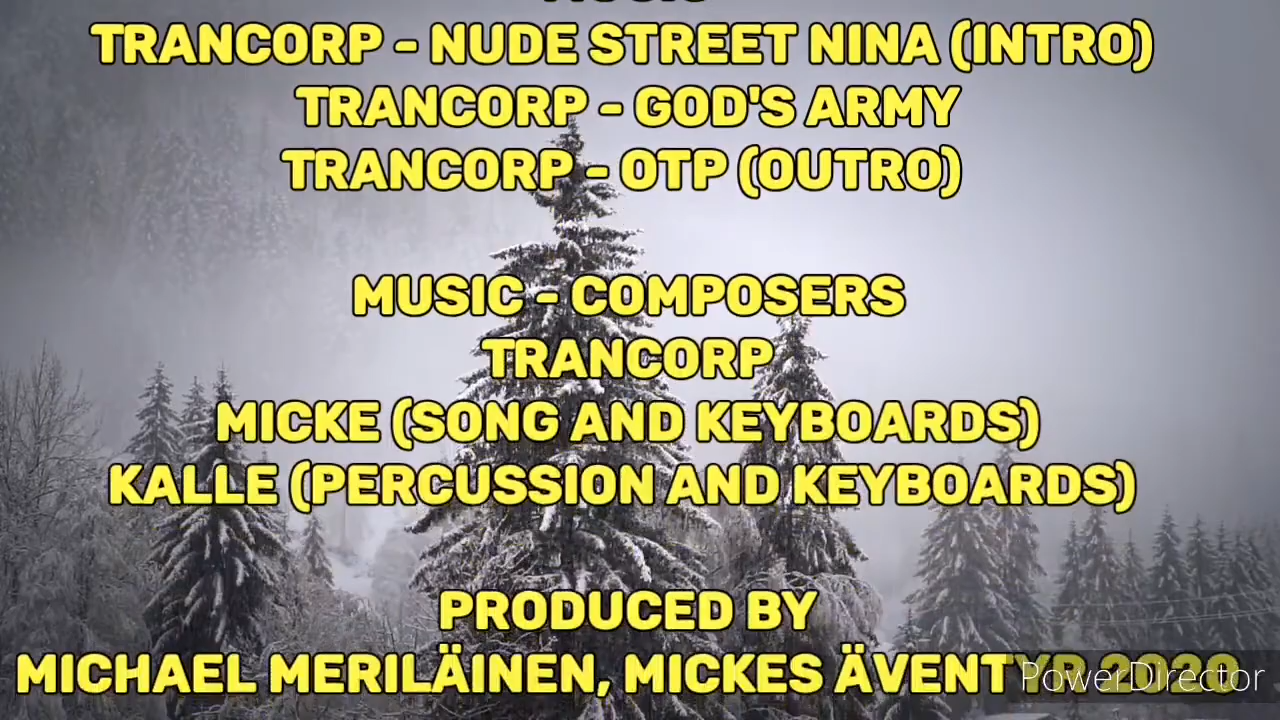 MUSIC
TRANCORP - NUDE STREET NINA (INTRO)
TRANCORP - GOD'S ARMY
TRANCORP - OTP (OUTRO)
MUSIC - COMPOSERS
TRANCORP
MICKE (SONG AND KEYBOARDS)
KALLE (PERCUSSION AND KEYBOARDS)
PRODUCED BY
MICHAEL MERILÄINEN, MICKES ÄVENTYR 2020
PowerDirector